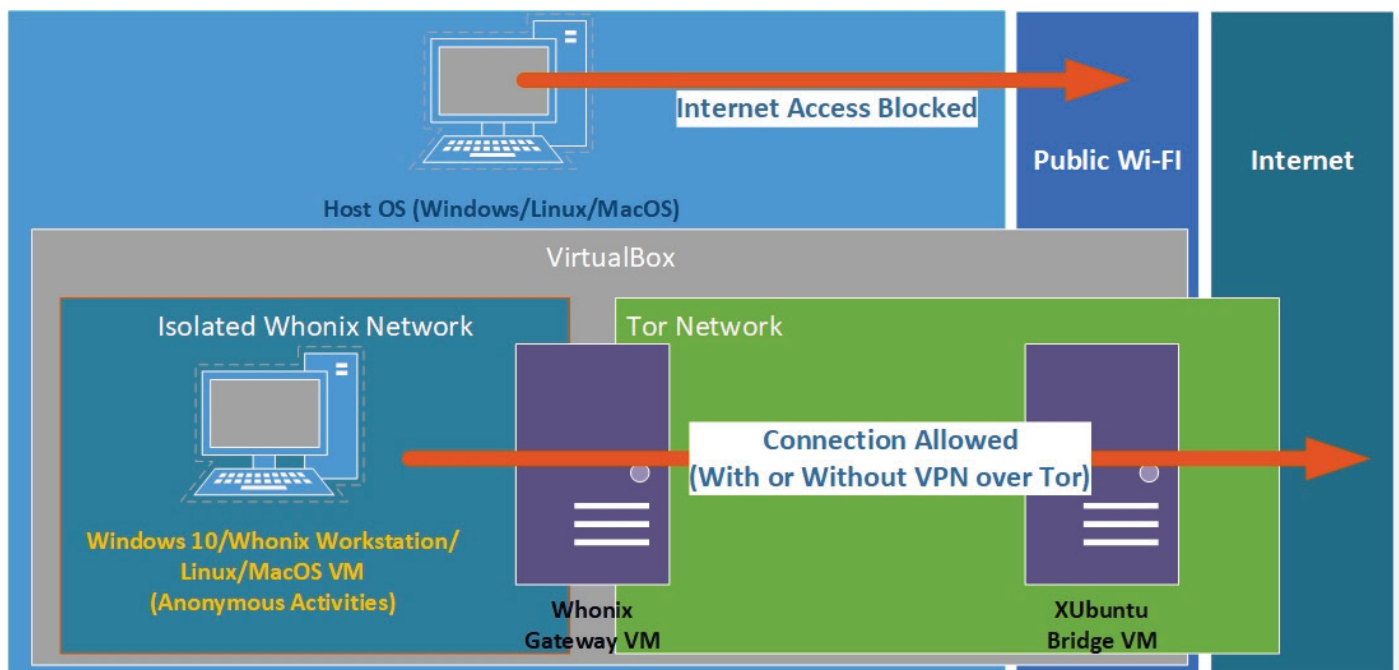 Internet Access Blocked
Public Wi-FI
Internet
Host OS (Windows/Linux/MacOS)
VirtualBox
Isolated Whonix Network
Tor Network
Connection Allowed
(With or Without VPN over Tor)
Windows 10/Whonix Workstation/
Linux/MacOS VM
(Anonymous Activities)
Whonix
Gateway VM
XUbuntu
Bridge VM